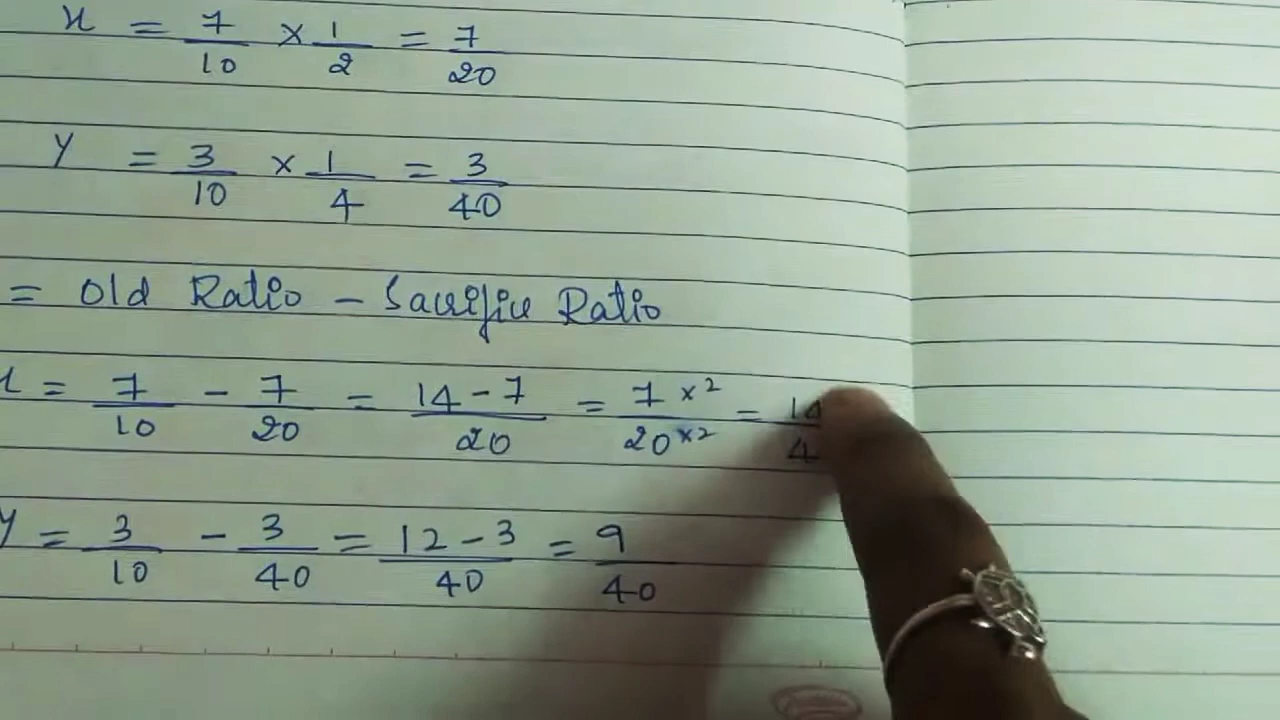 x = 7/10 × 1/2 = 7/20
Y = 3/10 × 1/4 = 3/40
= Old Ratio - Sacrifice Ratio
x = 7/10 - 7/20 = 14 - 7/20 = 7 ×2/20 ×2 = 14/4
Y = 3/10 - 3/40 = 12 - 3/40 = 9/40